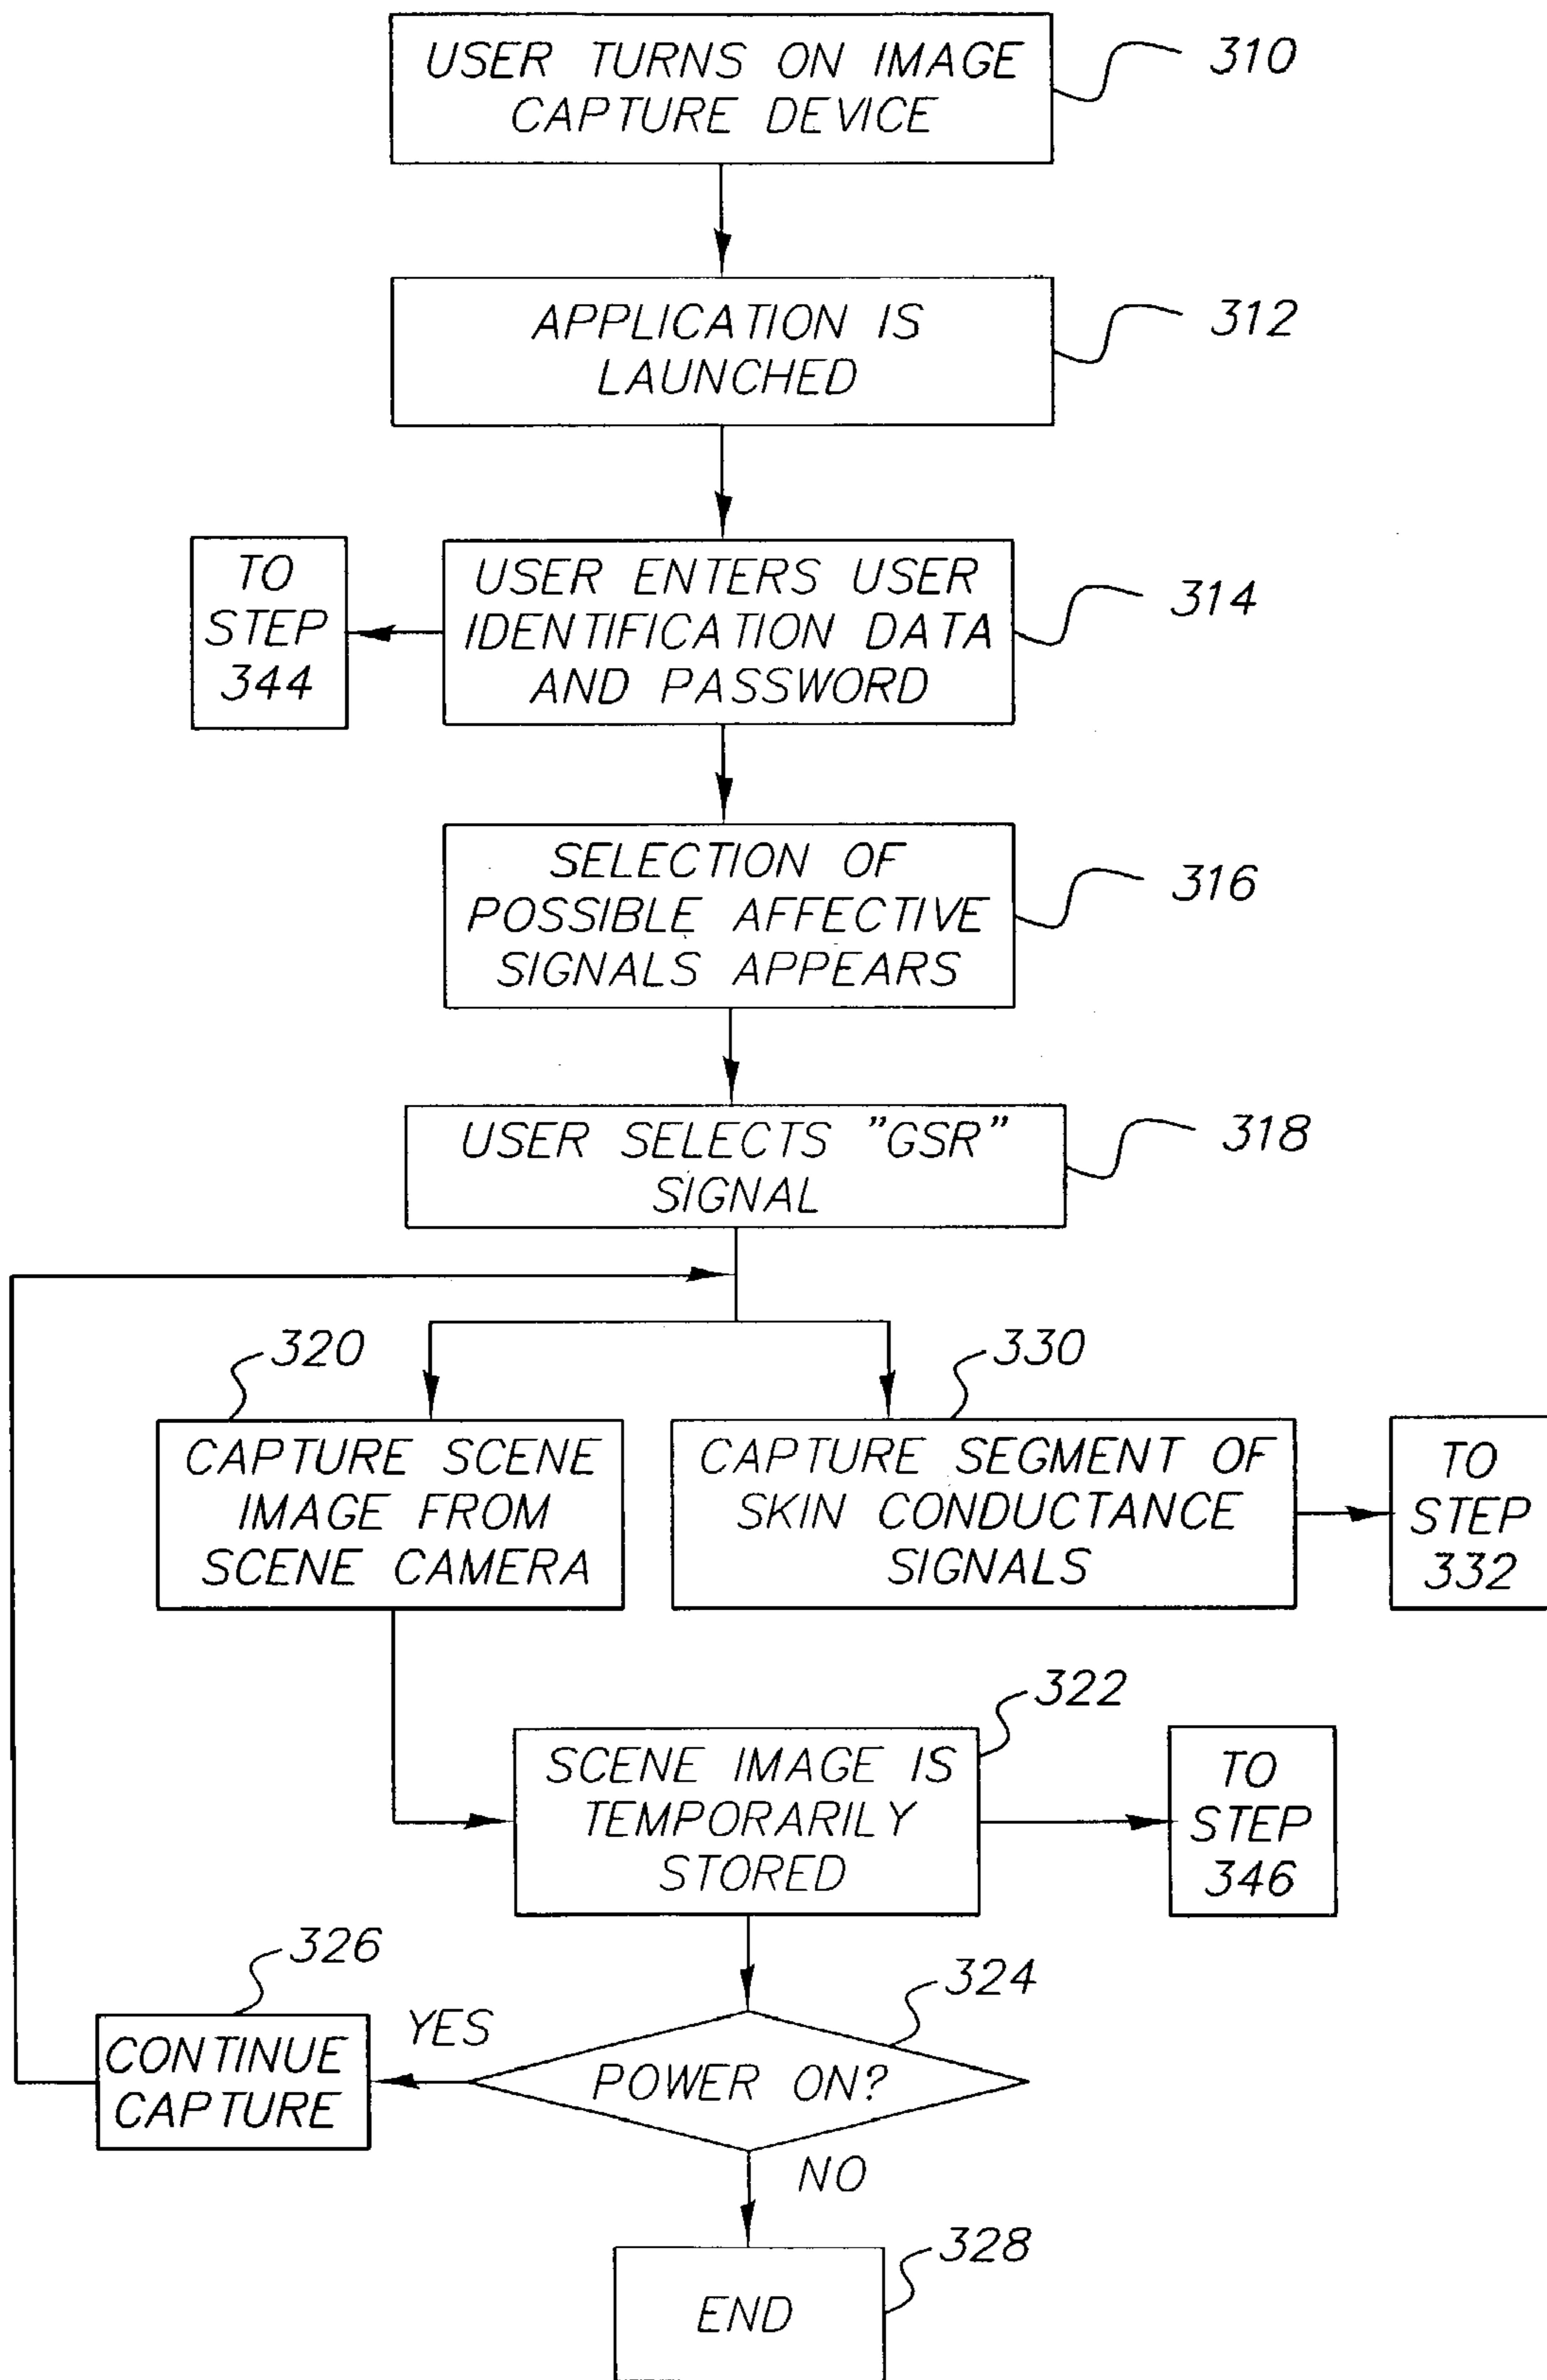 USER TURNS ON IMAGE
CAPTURE DEVICE
310
APPLICATION IS
LAUNCHED
312
TO
STEP
344
USER ENTERS USER
IDENTIFICATION DATA
AND PASSWORD
314
SELECTION OF
POSSIBLE AFFECTIVE
SIGNALS APPEARS
316
USER SELECTS "GSR"
SIGNAL
318
320
CAPTURE SCENE
IMAGE FROM
SCENE CAMERA
330
CAPTURE SEGMENT OF
SKIN CONDUCTANCE
SIGNALS
TO
STEP
332
322
SCENE IMAGE IS
TEMPORARILY
STORED
TO
STEP
346
326
CONTINUE
CAPTURE
YES
324
POWER ON?
NO
328
END